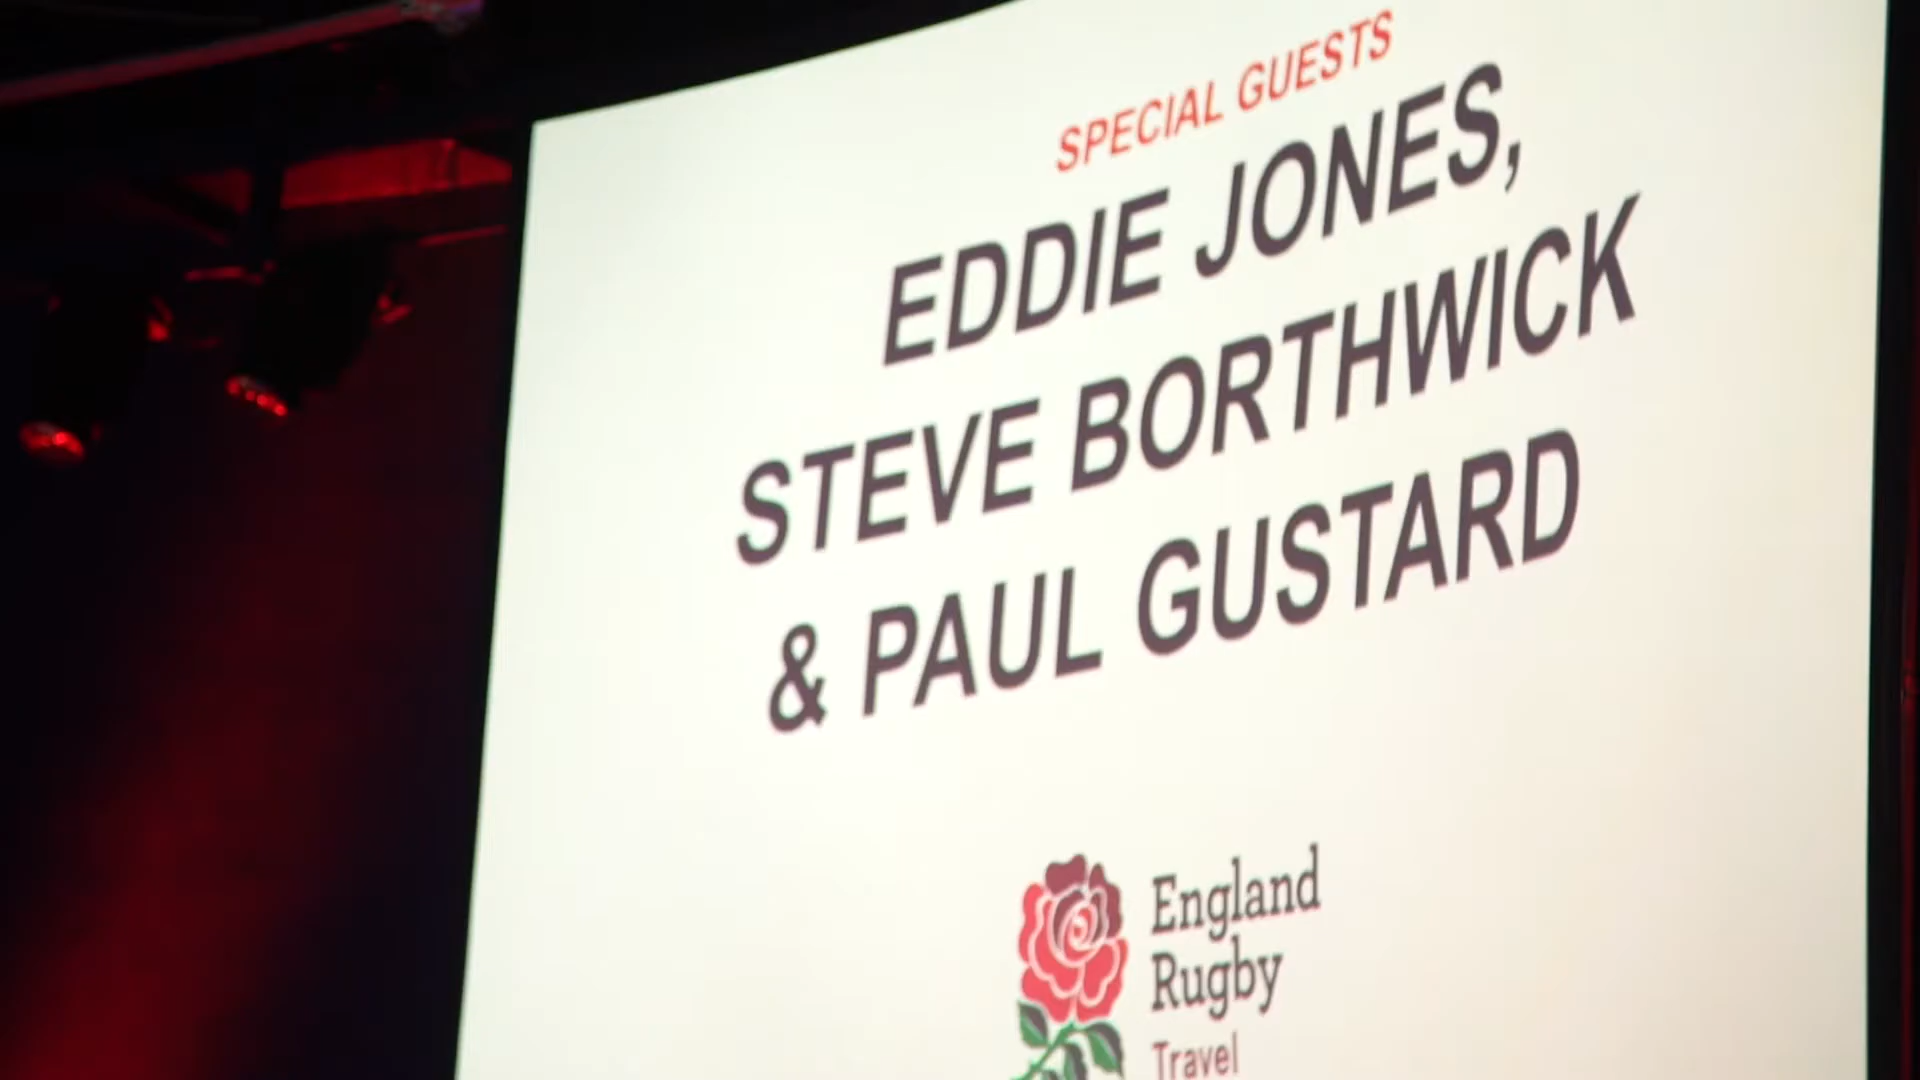 SPECIAL GUESTS
EDDIE JONES,
STEVE BORTHWICK
& PAUL GUSTARD
England
Rugby
Travel